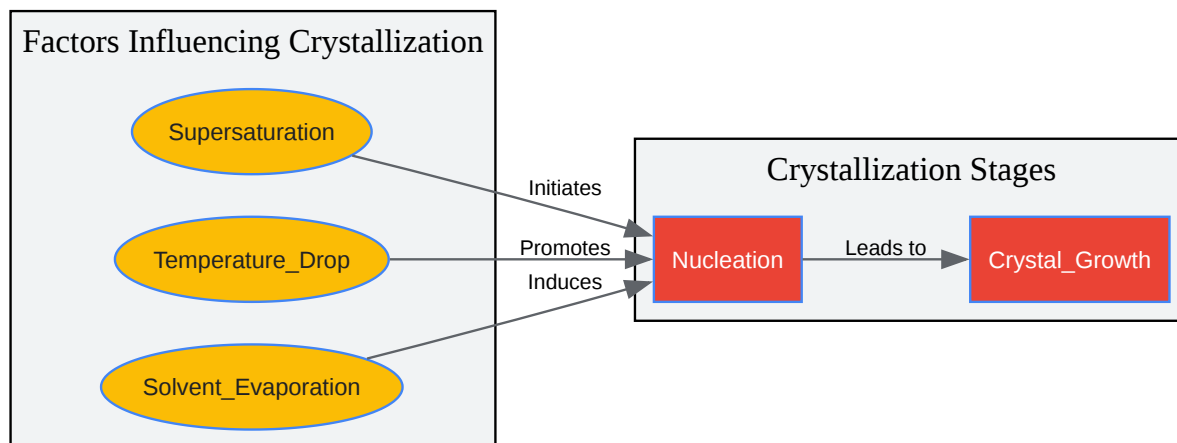 Factors Influencing Crystallization
Supersaturation
Temperature_Drop
Solvent_Evaporation
Initiates
Promotes
Induces
Crystallization Stages
Nucleation
Leads to
Crystal_Growth